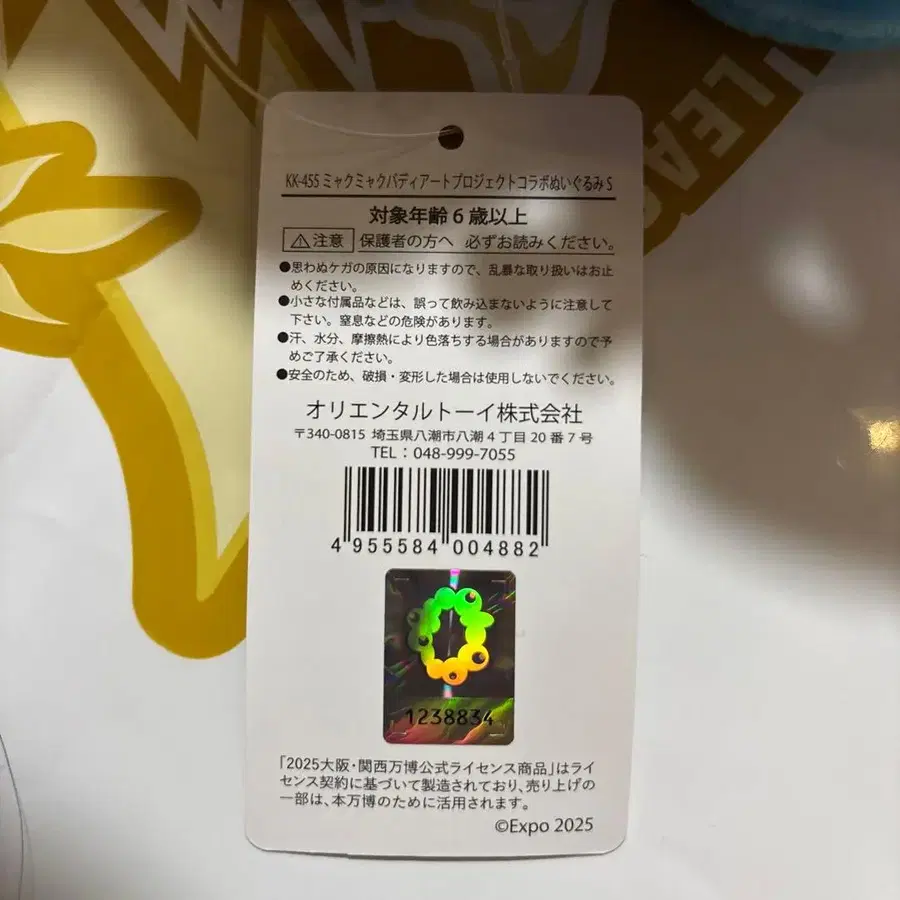 KK-455 ミャクミャクバディアートプロジェクトコラボぬいぐるみ S
対象年齢 6 歳以上
⚠注意 保護者の方へ 必ずお読みください。
●思わぬケガの原因になりますので、乱暴な取り扱いはお止
めください。
●小さな付属品などは、誤って飲み込まないように注意して
下さい。窒息などの危険があります。
●汗、水分、摩擦熱により色落ちする場合がありますので予
めご了承ください。
●安全のため、破損・変形した場合は使用しないでください。
オリエンタルトーイ株式会社
〒340-0815 埼玉県八潮市八潮 4 丁目 20 番 7 号
TEL：048-999-7055
4 955584 004882
1238834
「2025大阪・関西万博公式ライセンス商品」はライ
センス契約に基づいて製造されており、売り上げの
一部は、本万博のために活用されます。
©Expo 2025